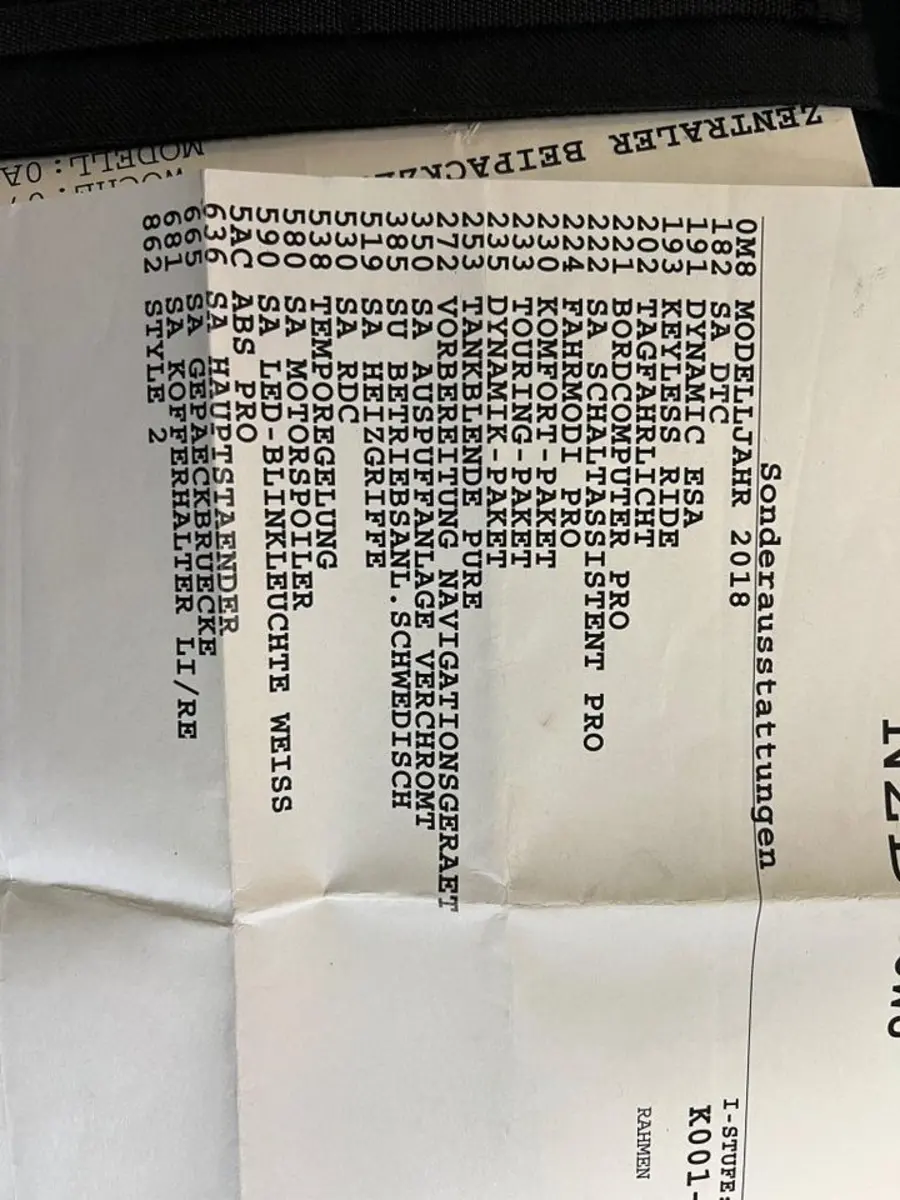 ZENTRALER
MODELL:0A
Sonderausstattungen
0M8 MODELLJAHR 2018
182 SA DTC
191 DYNAMIC ESA
193 KEYLESS RIDE
202 TAGFAHRLICHT
221 BORDCOMPUTER PRO
222 SA SCHALTASSISTENT PRO
224 FAHRMODI PRO
230 KOMFORT-PAKET
233 TOURING-PAKET
235 DYNAMIK-PAKET
253 TANKBLENDE PURE
272 VORBEREITUNG NAVIGATIONSGERAET
350 SA AUSPUFFANLAGE VERCHROMT
385 SU BETRIEBSANL.SCHWEDISCH
519 SA HEIZGRIFFE
530 SA RDC
538 TEMPOREGELUNG
580 SA MOTORSPOILER
590 SA LED-BLINKLEUCHTE WEISS
5AC ABS PRO
636 SA HAUPTSTAENDER
665 SA GEPAECKBRUECKE
681 SA KOFFERHALTER LI/RE
862 STYLE 2
I-STUFE:
K001-
RAHMEN